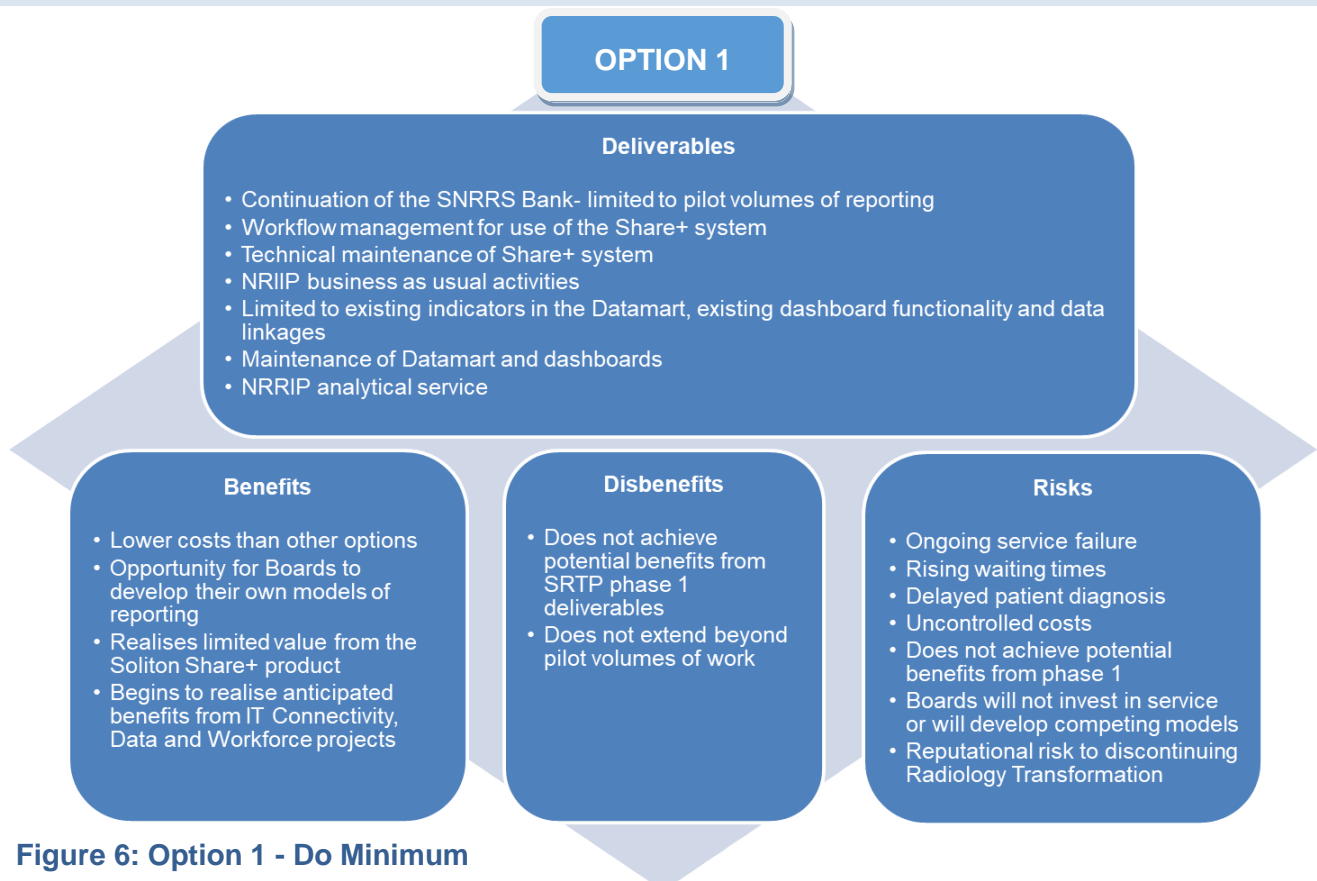 OPTION 1
Deliverables
• Continuation of the SNRRS Bank- limited to pilot volumes of reporting
• Workflow management for use of the Share+ system
• Technical maintenance of Share+ system
• NRIIP business as usual activities
• Limited to existing indicators in the Datamart, existing dashboard functionality and data
linkages
• Maintenance of Datamart and dashboards
• NRRIP analytical service
Benefits
• Lower costs than other options
• Opportunity for Boards to
develop their own models of
reporting
• Realises limited value from the
Soliton Share+ product
• Begins to realise anticipated
benefits from IT Connectivity,
Data and Workforce projects
Disbenefits
• Does not achieve
potential benefits from
SRTP phase 1
deliverables
• Does not extend beyond
pilot volumes of work
Risks
• Ongoing service failure
• Rising waiting times
• Delayed patient diagnosis
• Uncontrolled costs
• Does not achieve potential
benefits from phase 1
• Boards will not invest in service
or will develop competing models
• Reputational risk to discontinuing
Radiology Transformation
Figure 6: Option 1 - Do Minimum